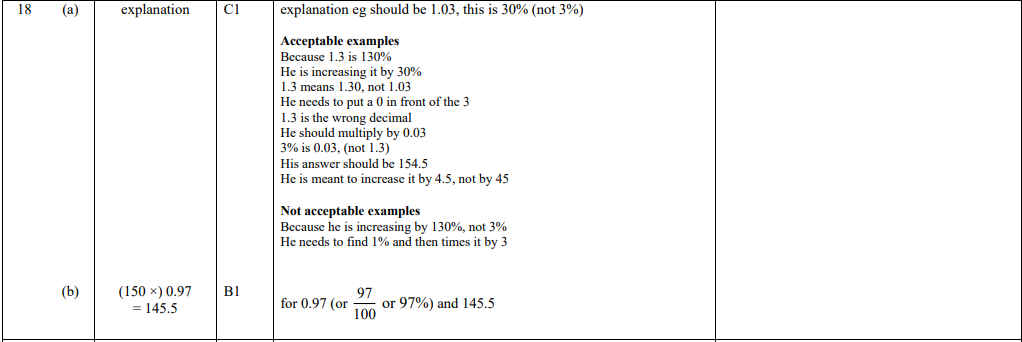 18 (a) explanation C1 explanation eg should be 1.03, this is 30% (not 3%)
Acceptable examples
Because 1.3 is 130%
He is increasing it by 30%
1.3 means 1.30, not 1.03
He needs to put a 0 in front of the 3
1.3 is the wrong decimal
He should multiply by 0.03
3% is 0.03, (not 1.3)
His answer should be 154.5
He is meant to increase it by 4.5, not by 45
Not acceptable examples
Because he is increasing by 130%, not 3%
He needs to find 1% and then times it by 3
(b) (150 ×) 0.97 B1
= 145.5
for 0.97 (or 97/100 or 97%) and 145.5